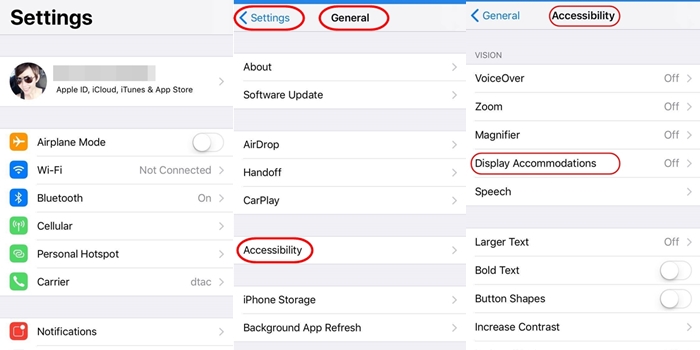 Settings
Apple ID, iCloud, iTunes & App Store
Airplane Mode
Wi-Fi Not Connected
Bluetooth On
Cellular
Personal Hotspot
Carrier dtac
Notifications
Settings General
About
Software Update
AirDrop
Handoff
CarPlay
Accessibility
iPhone Storage
Background App Refresh
General Accessibility
VISION
VoiceOver Off
Zoom Off
Magnifier Off
Display Accommodations Off
Speech
Larger Text Off
Bold Text
Button Shapes
Increase Contrast